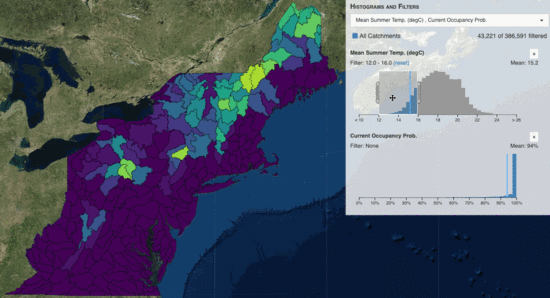 Histograms and Filters
Mean Summer Temp. (degC) , Current Occupancy Prob.
All Catchments 43,221 of 386,591 filtered
Mean Summer Temp. (degC) x
Filter: 12.0 - 16.0 (reset) Mean: 15.2
< 10 12 14 16 18 20 22 24 > 26
Current Occupancy Prob. x
Filter: None Mean: 94%
0% 10% 20% 30% 40% 50% 60% 70% 80% 90% 100%